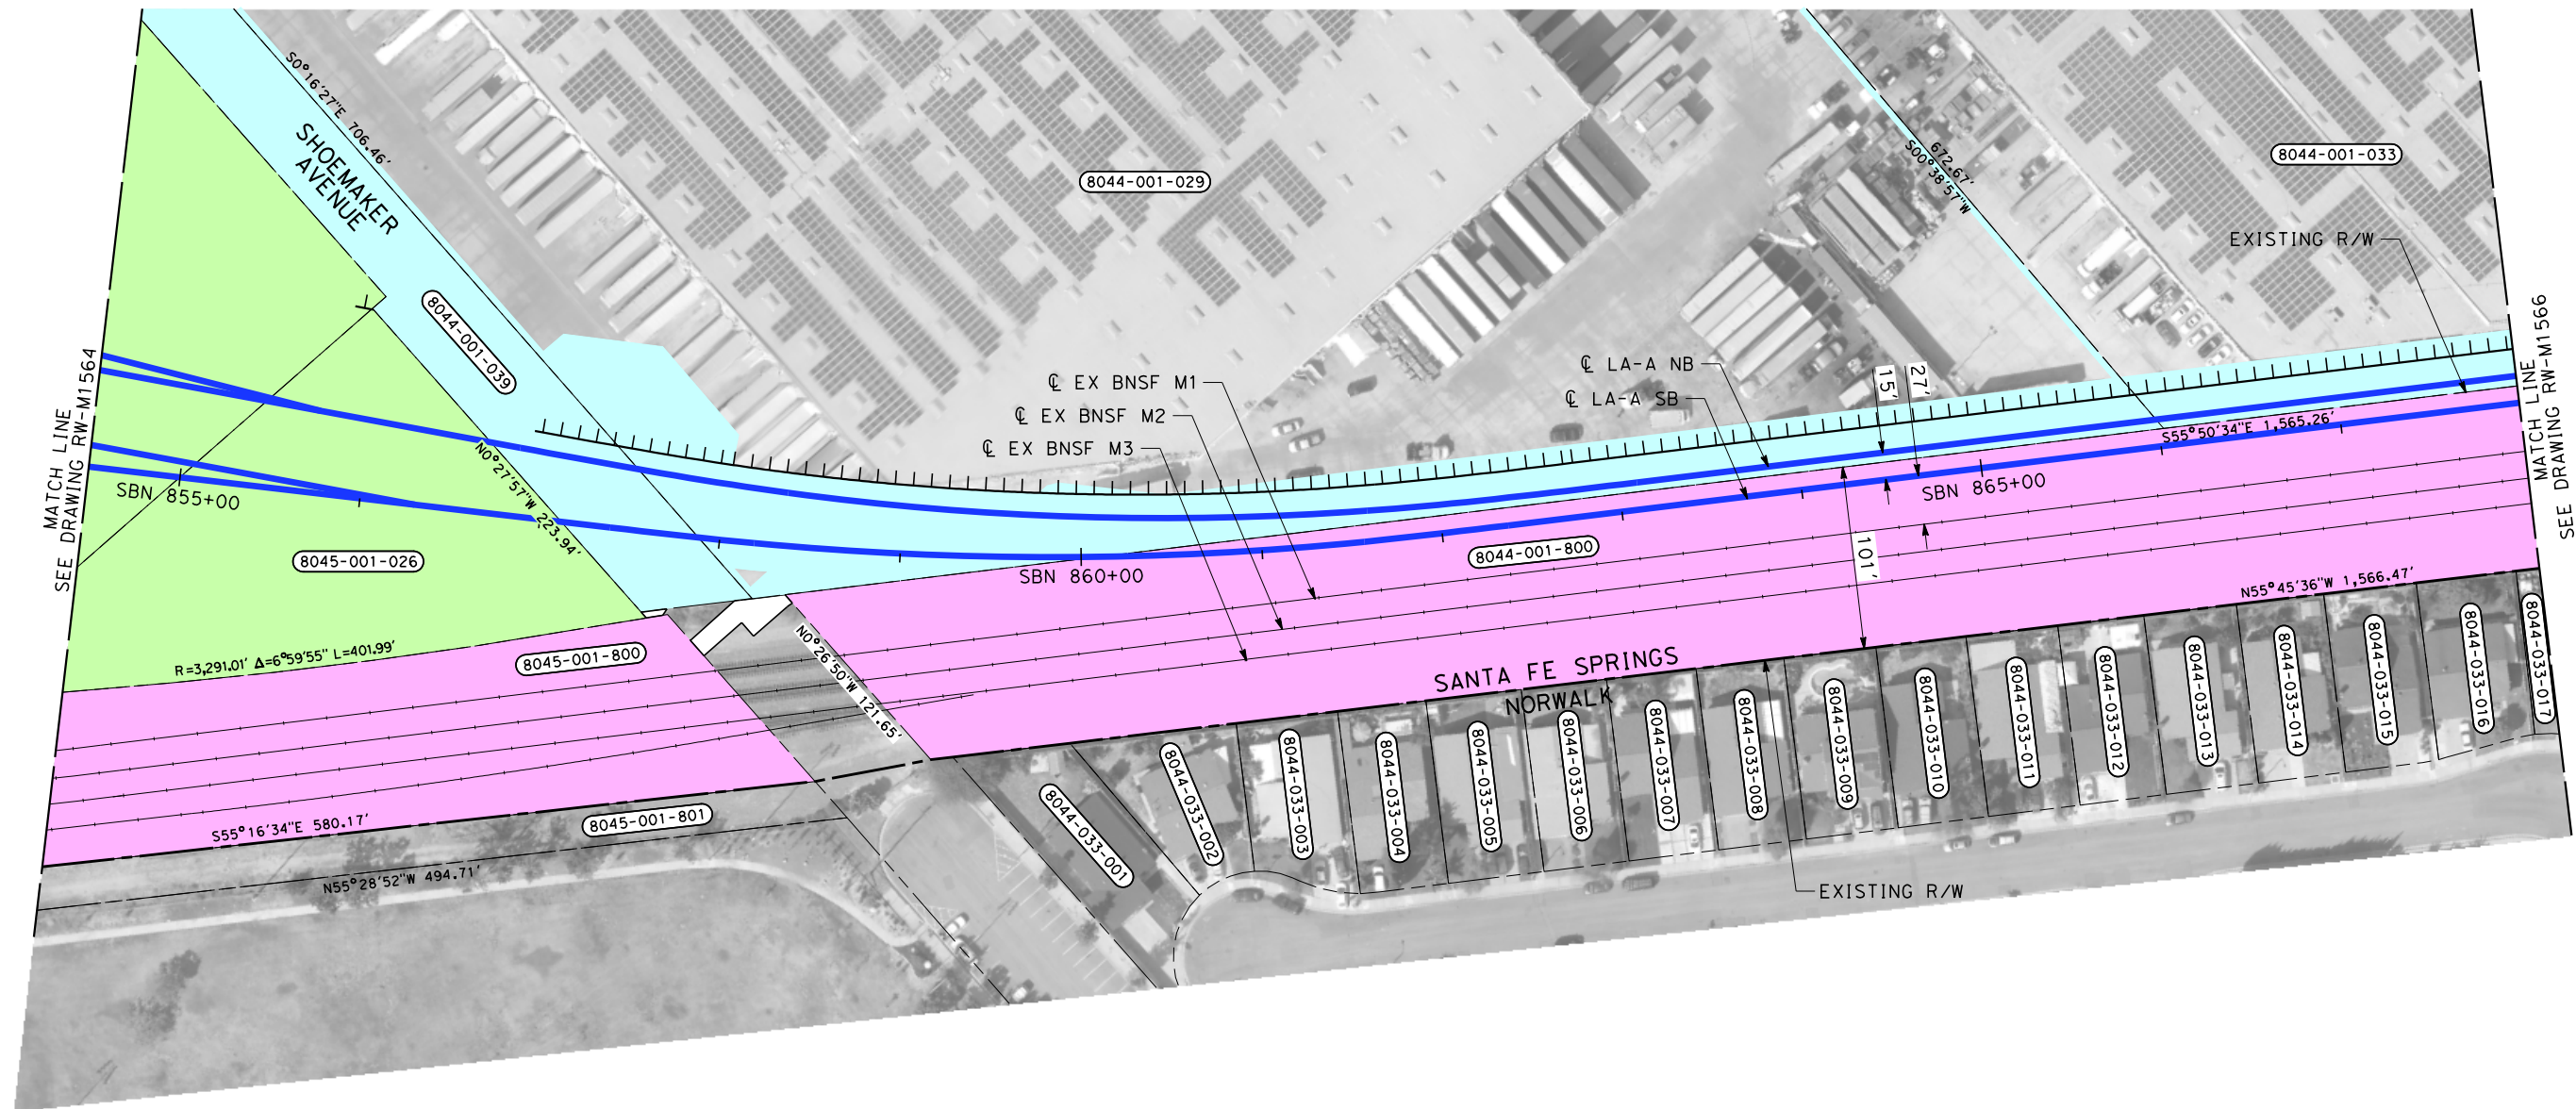 S0°16'27"E 706.46'
SHOEMAKER
AVENUE
8044-001-029
672.67'
S00°38'57"W
8044-001-033
EXISTING R/W
8044-001-039
MATCH LINE
SEE DRAWING RW-M1564
℄ EX BNSF M1
℄ EX BNSF M2
℄ EX BNSF M3
℄ LA-A NB
℄ LA-A SB
15'
27'
MATCH LINE
SEE DRAWING RW-M1566
S55°50'34"E 1,565.26'
N0°27'57"W 223.94'
SBN 855+00
SBN 860+00
SBN 865+00
8045-001-026
8044-001-800
101'
N55°45'36"W 1,566.47'
R=3,291.01' Δ=6°59'55" L=401.99'
8045-001-800
N0°26'50"W 121.65'
SANTA FE SPRINGS
NORWALK
S55°16'34"E 580.17'
8045-001-801
N55°28'52"W 494.71'
8044-033-001
8044-033-002
8044-033-003
8044-033-004
8044-033-005
8044-033-006
8044-033-007
8044-033-008
8044-033-009
8044-033-010
8044-033-011
8044-033-012
8044-033-013
8044-033-014
8044-033-015
8044-033-016
8044-033-017
EXISTING R/W